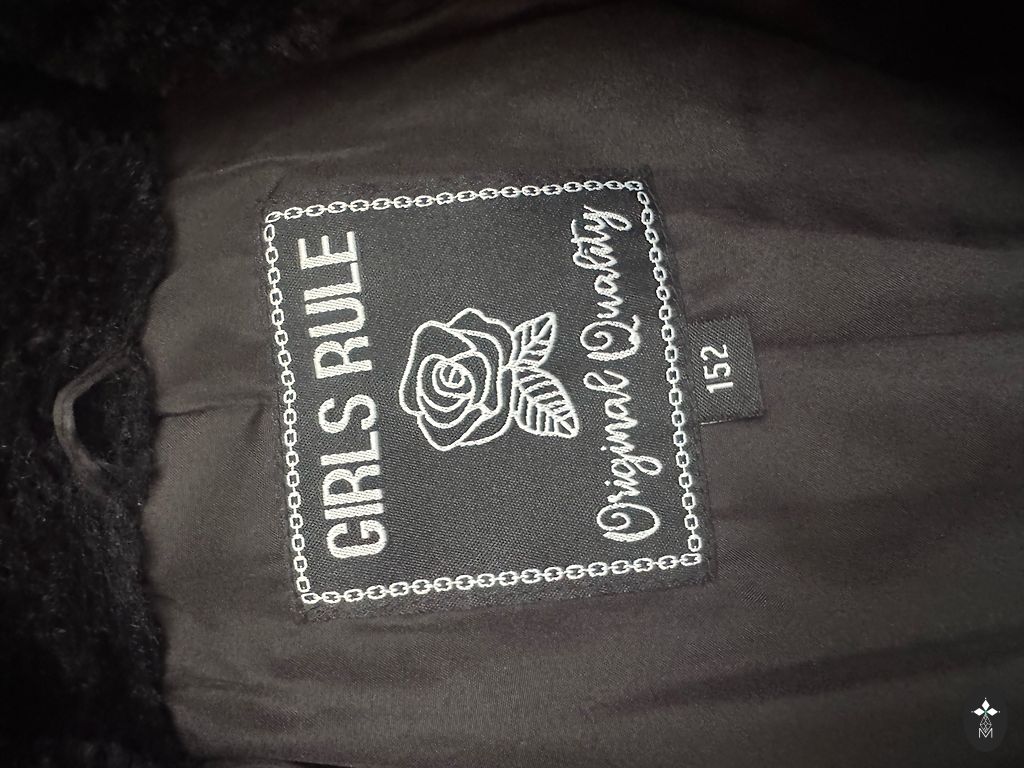 GIRLS RULE
Original Quality
152
M